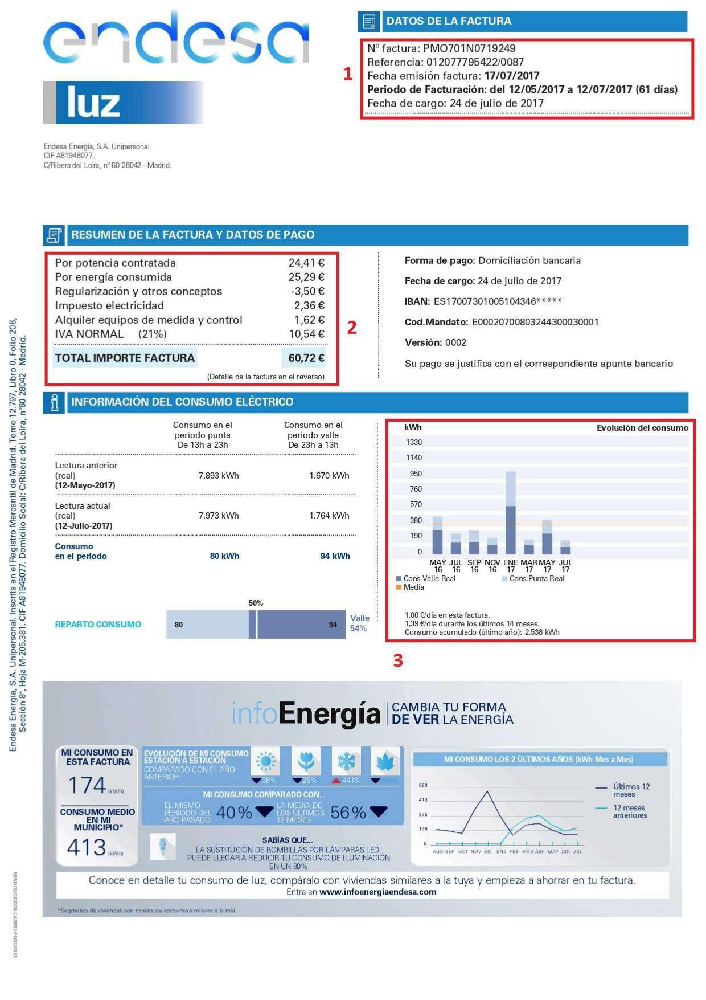 endesa
luz
Endesa Energía, S.A. Unipersonal.
CIF A81948077.
C/Ribera del Loira, nº 60 28042 - Madrid.
DATOS DE LA FACTURA
1
Nº factura: PMO701N0719249
Referencia: 012077795422/0087
Fecha emisión factura: 17/07/2017
Periodo de Facturación: del 12/05/2017 a 12/07/2017 (61 días)
Fecha de cargo: 24 de julio de 2017
RESUMEN DE LA FACTURA Y DATOS DE PAGO
Por potencia contratada 24,41 €
Por energía consumida 25,29 €
Regularización y otros conceptos -3,50 €
Impuesto electricidad 2,36 €
Alquiler equipos de medida y control 1,62 €
IVA NORMAL (21%) 10,54 €
TOTAL IMPORTE FACTURA 60,72 €
(Detalle de la factura en el reverso)
2
Forma de pago: Domiciliación bancaria
Fecha de cargo: 24 de julio de 2017
IBAN: ES17007301005104346*****
Cod.Mandato: E00020700803244300030001
Versión: 0002
Su pago se justifica con el correspondiente apunte bancario
INFORMACIÓN DEL CONSUMO ELÉCTRICO
Consumo en el
periodo punta
De 13h a 23h
Consumo en el
periodo valle
De 23h a 13h
Lectura anterior
(real) 7.893 kWh 1.670 kWh
(12-Mayo-2017)
Lectura actual
(real) 7.973 kWh 1.764 kWh
(12-Julio-2017)
Consumo
en el periodo 80 kWh 94 kWh
50%
REPARTO CONSUMO 80 94
Valle
54%
kWh Evolución del consumo
1330
1140
950
760
570
380
190
0
MAY JUL SEP NOV ENE MAR MAY JUL
16 16 16 16 17 17 17 17
Cons.Valle Real Cons.Punta Real
Media
1,00 €/día en esta factura.
1,39 €/día durante los últimos 14 meses.
Consumo acumulado (último año): 2.538 kWh
3
infoEnergía
CAMBIA TU FORMA
DE VER LA ENERGÍA
MI CONSUMO EN
ESTA FACTURA
174 (kWh)
CONSUMO MEDIO
EN MI
MUNICIPIO*
413 (kWh)
EVOLUCIÓN DE MI CONSUMO
ESTACIÓN A ESTACIÓN
COMPARADO CON EL AÑO
ANTERIOR
36% 26% 441%
MI CONSUMO COMPARADO CON...
EL MISMO
PERIODO DEL
AÑO PASADO
40%
LA MEDIA DE
LOS ÚLTIMOS
12 MESES
56%
SABÍAS QUE...
LA SUSTITUCIÓN DE BOMBILLAS POR LÁMPARAS LED
PUEDE LLEGAR A REDUCIR TU CONSUMO DE ILUMINACIÓN
EN UN 80%
MI CONSUMO LOS 2 ÚLTIMOS AÑOS (kWh Mes a Mes)
550
413
275
138
0
AGO SEP OCT NOV DIC ENE FEB MAR ABR MAY JUN JUL
Últimos 12
meses
12 meses
anteriores
Conoce en detalle tu consumo de luz, compáralo con viviendas similares a la tuya y empieza a ahorrar en tu factura.
Entra en www.infoenergiaendesa.com
*Segmento de viviendas con niveles de consumo similares a la mía.
Endesa Energía, S.A. Unipersonal. Inscrita en el Registro Mercantil de Madrid. Tomo 12.797, Libro 0, Folio 208,
Sección 8ª, Hoja M-205.381, CIF A81948077. Domicilio Social: C/Ribera del Loira, nº60 28042 - Madrid.